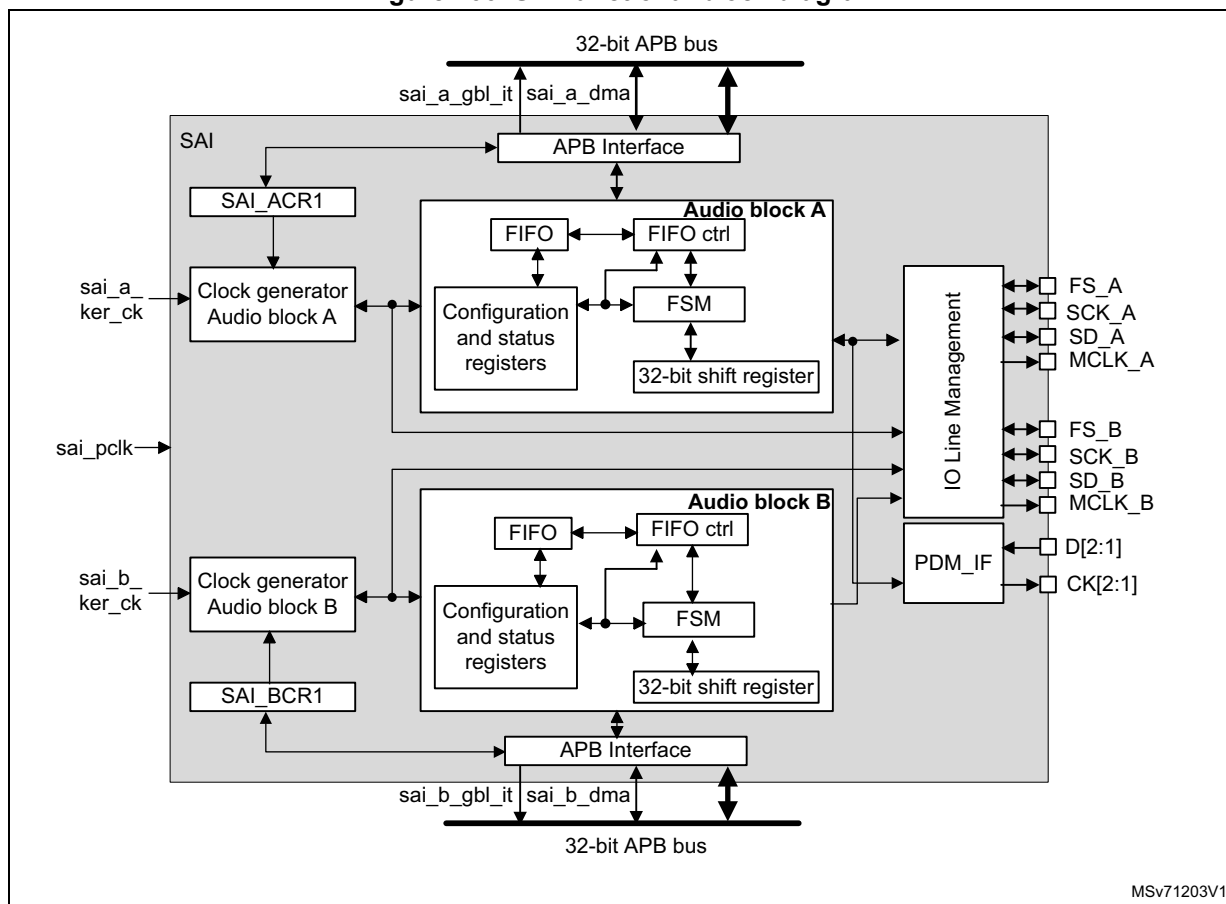 32-bit APB bus
sai_a_gbl_it
sai_a_dma
SAI
APB Interface
SAI_ACR1
Audio block A
FIFO
FIFO ctrl
sai_a_
ker_ck
Clock generator
Audio block A
Configuration
and status
registers
FSM
32-bit shift register
IO Line Management
FS_A
SCK_A
SD_A
MCLK_A
sai_pclk
FS_B
SCK_B
SD_B
MCLK_B
Audio block B
FIFO
FIFO ctrl
sai_b_
ker_ck
Clock generator
Audio block B
Configuration
and status
registers
FSM
32-bit shift register
PDM_IF
D[2:1]
CK[2:1]
SAI_BCR1
APB Interface
sai_b_gbl_it
sai_b_dma
32-bit APB bus
MSv71203V1